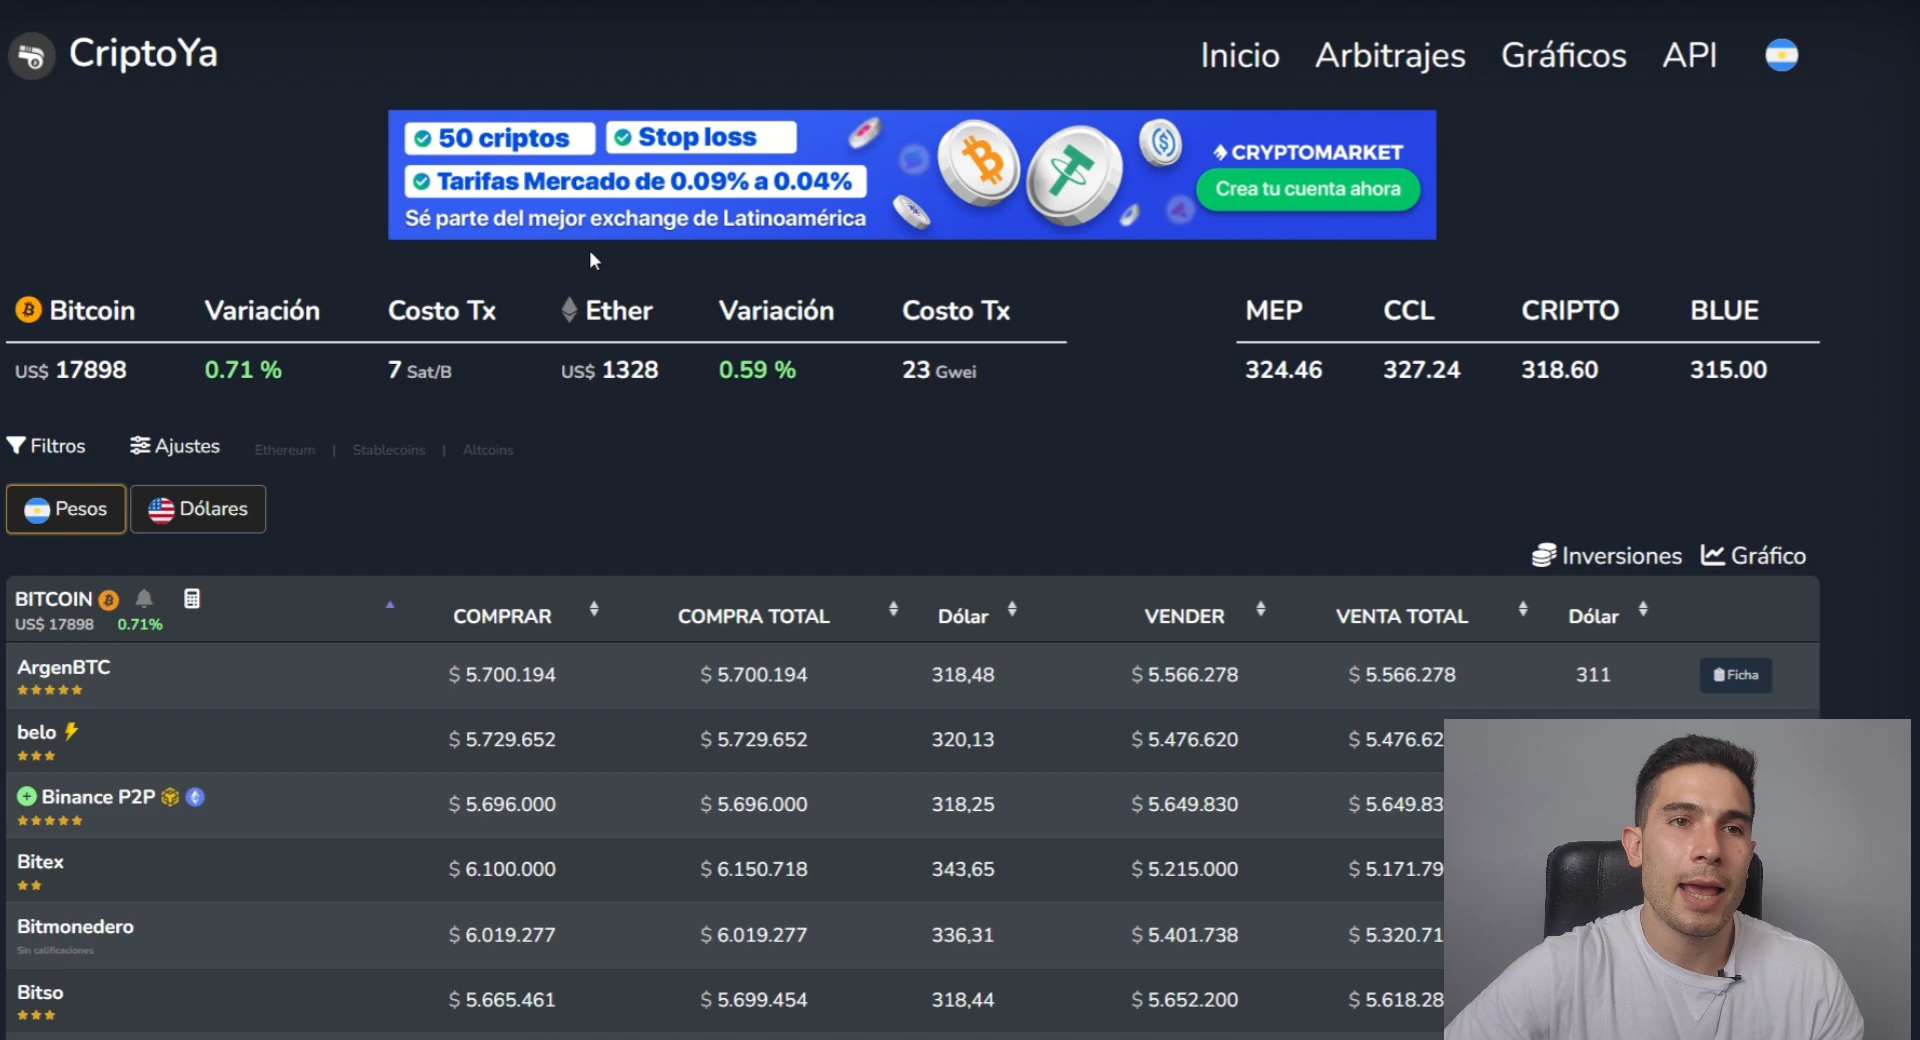 CriptoYa
Inicio Arbitrajes Gráficos API
50 criptos Stop loss
Tarifas Mercado de 0.09% a 0.04%
Sé parte del mejor exchange de Latinoamérica
CRYPTOMARKET
Crea tu cuenta ahora
Bitcoin Variación Costo Tx Ether Variación Costo Tx MEP CCL CRIPTO BLUE
US$ 17898 0.71 % 7 Sat/B US$ 1328 0.59 % 23 Gwei 324.46 327.24 318.60 315.00
Filtros Ajustes Ethereum | Stablecoins | Altcoins
Pesos Dólares
Inversiones Gráfico
BITCOIN COMPRAR COMPRA TOTAL Dólar VENDER VENTA TOTAL Dólar
US$ 17898 0.71%
ArgenBTC $ 5.700.194 $ 5.700.194 318,48 $ 5.566.278 $ 5.566.278 311 Ficha
belo $ 5.729.652 $ 5.729.652 320,13 $ 5.476.620 $ 5.476.62
Binance P2P $ 5.696.000 $ 5.696.000 318,25 $ 5.649.830 $ 5.649.83
Bitex $ 6.100.000 $ 6.150.718 343,65 $ 5.215.000 $ 5.171.79
Bitmonedero $ 6.019.277 $ 6.019.277 336,31 $ 5.401.738 $ 5.320.71
Sin calificaciones
Bitso $ 5.665.461 $ 5.699.454 318,44 $ 5.652.200 $ 5.618.28